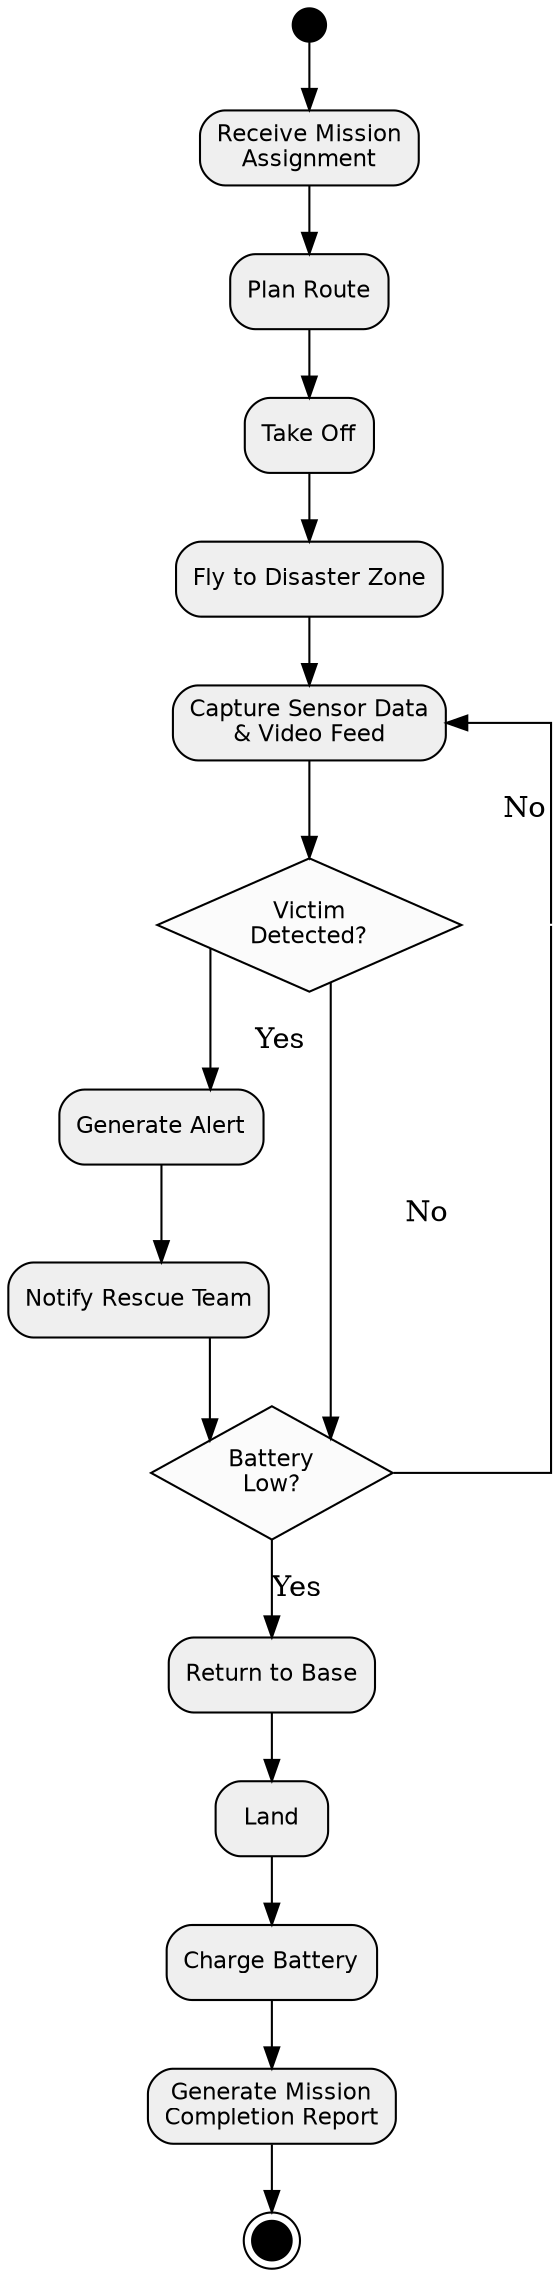 Receive Mission
Assignment
Plan Route
Take Off
Fly to Disaster Zone
Capture Sensor Data
& Video Feed
No
Victim
Detected?
Yes
Generate Alert
No
Notify Rescue Team
Battery
Low?
Yes
Return to Base
Land
Charge Battery
Generate Mission
Completion Report